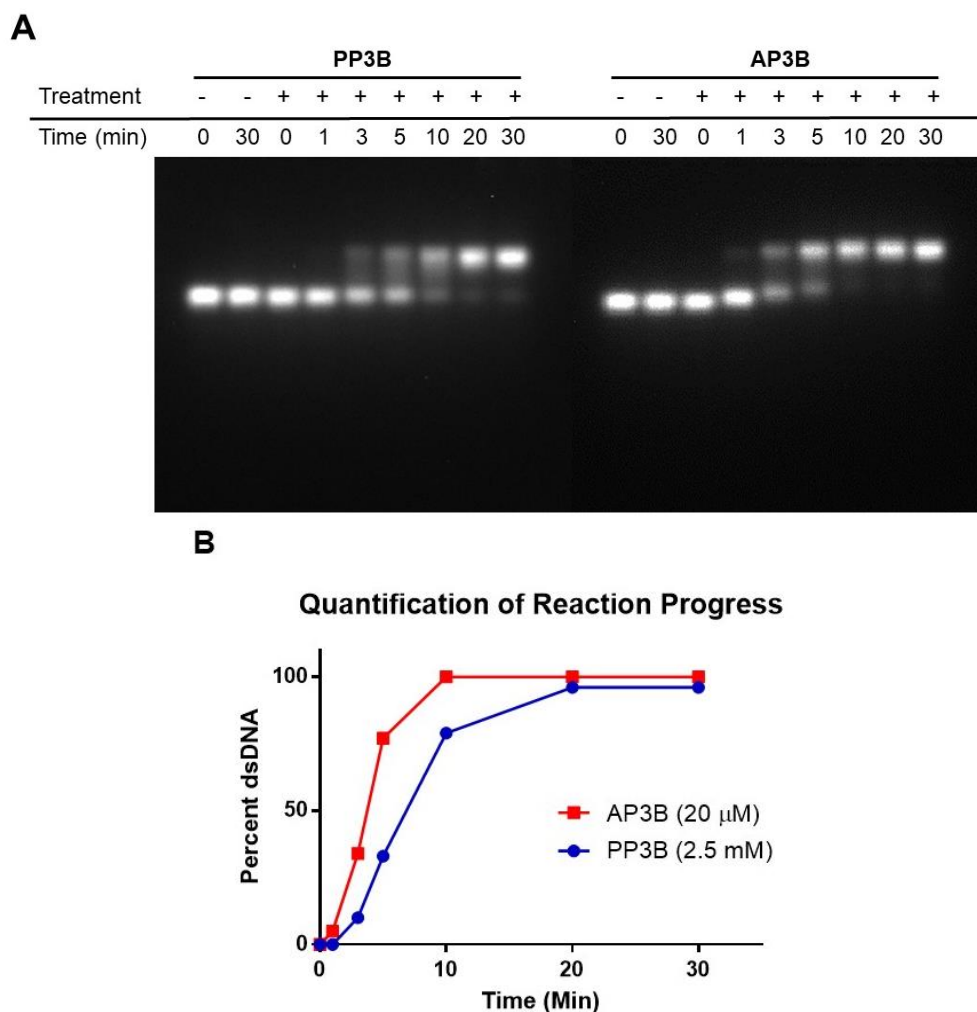 A
PP3B AP3B
Treatment - - + + + + + + + - - + + + + + + +
Time (min) 0 30 0 1 3 5 10 20 30 0 30 0 1 3 5 10 20 30
B
Quantification of Reaction Progress
100
50
0
Percent dsDNA
AP3B (20 μM)
PP3B (2.5 mM)
0 10 20 30
Time (Min)